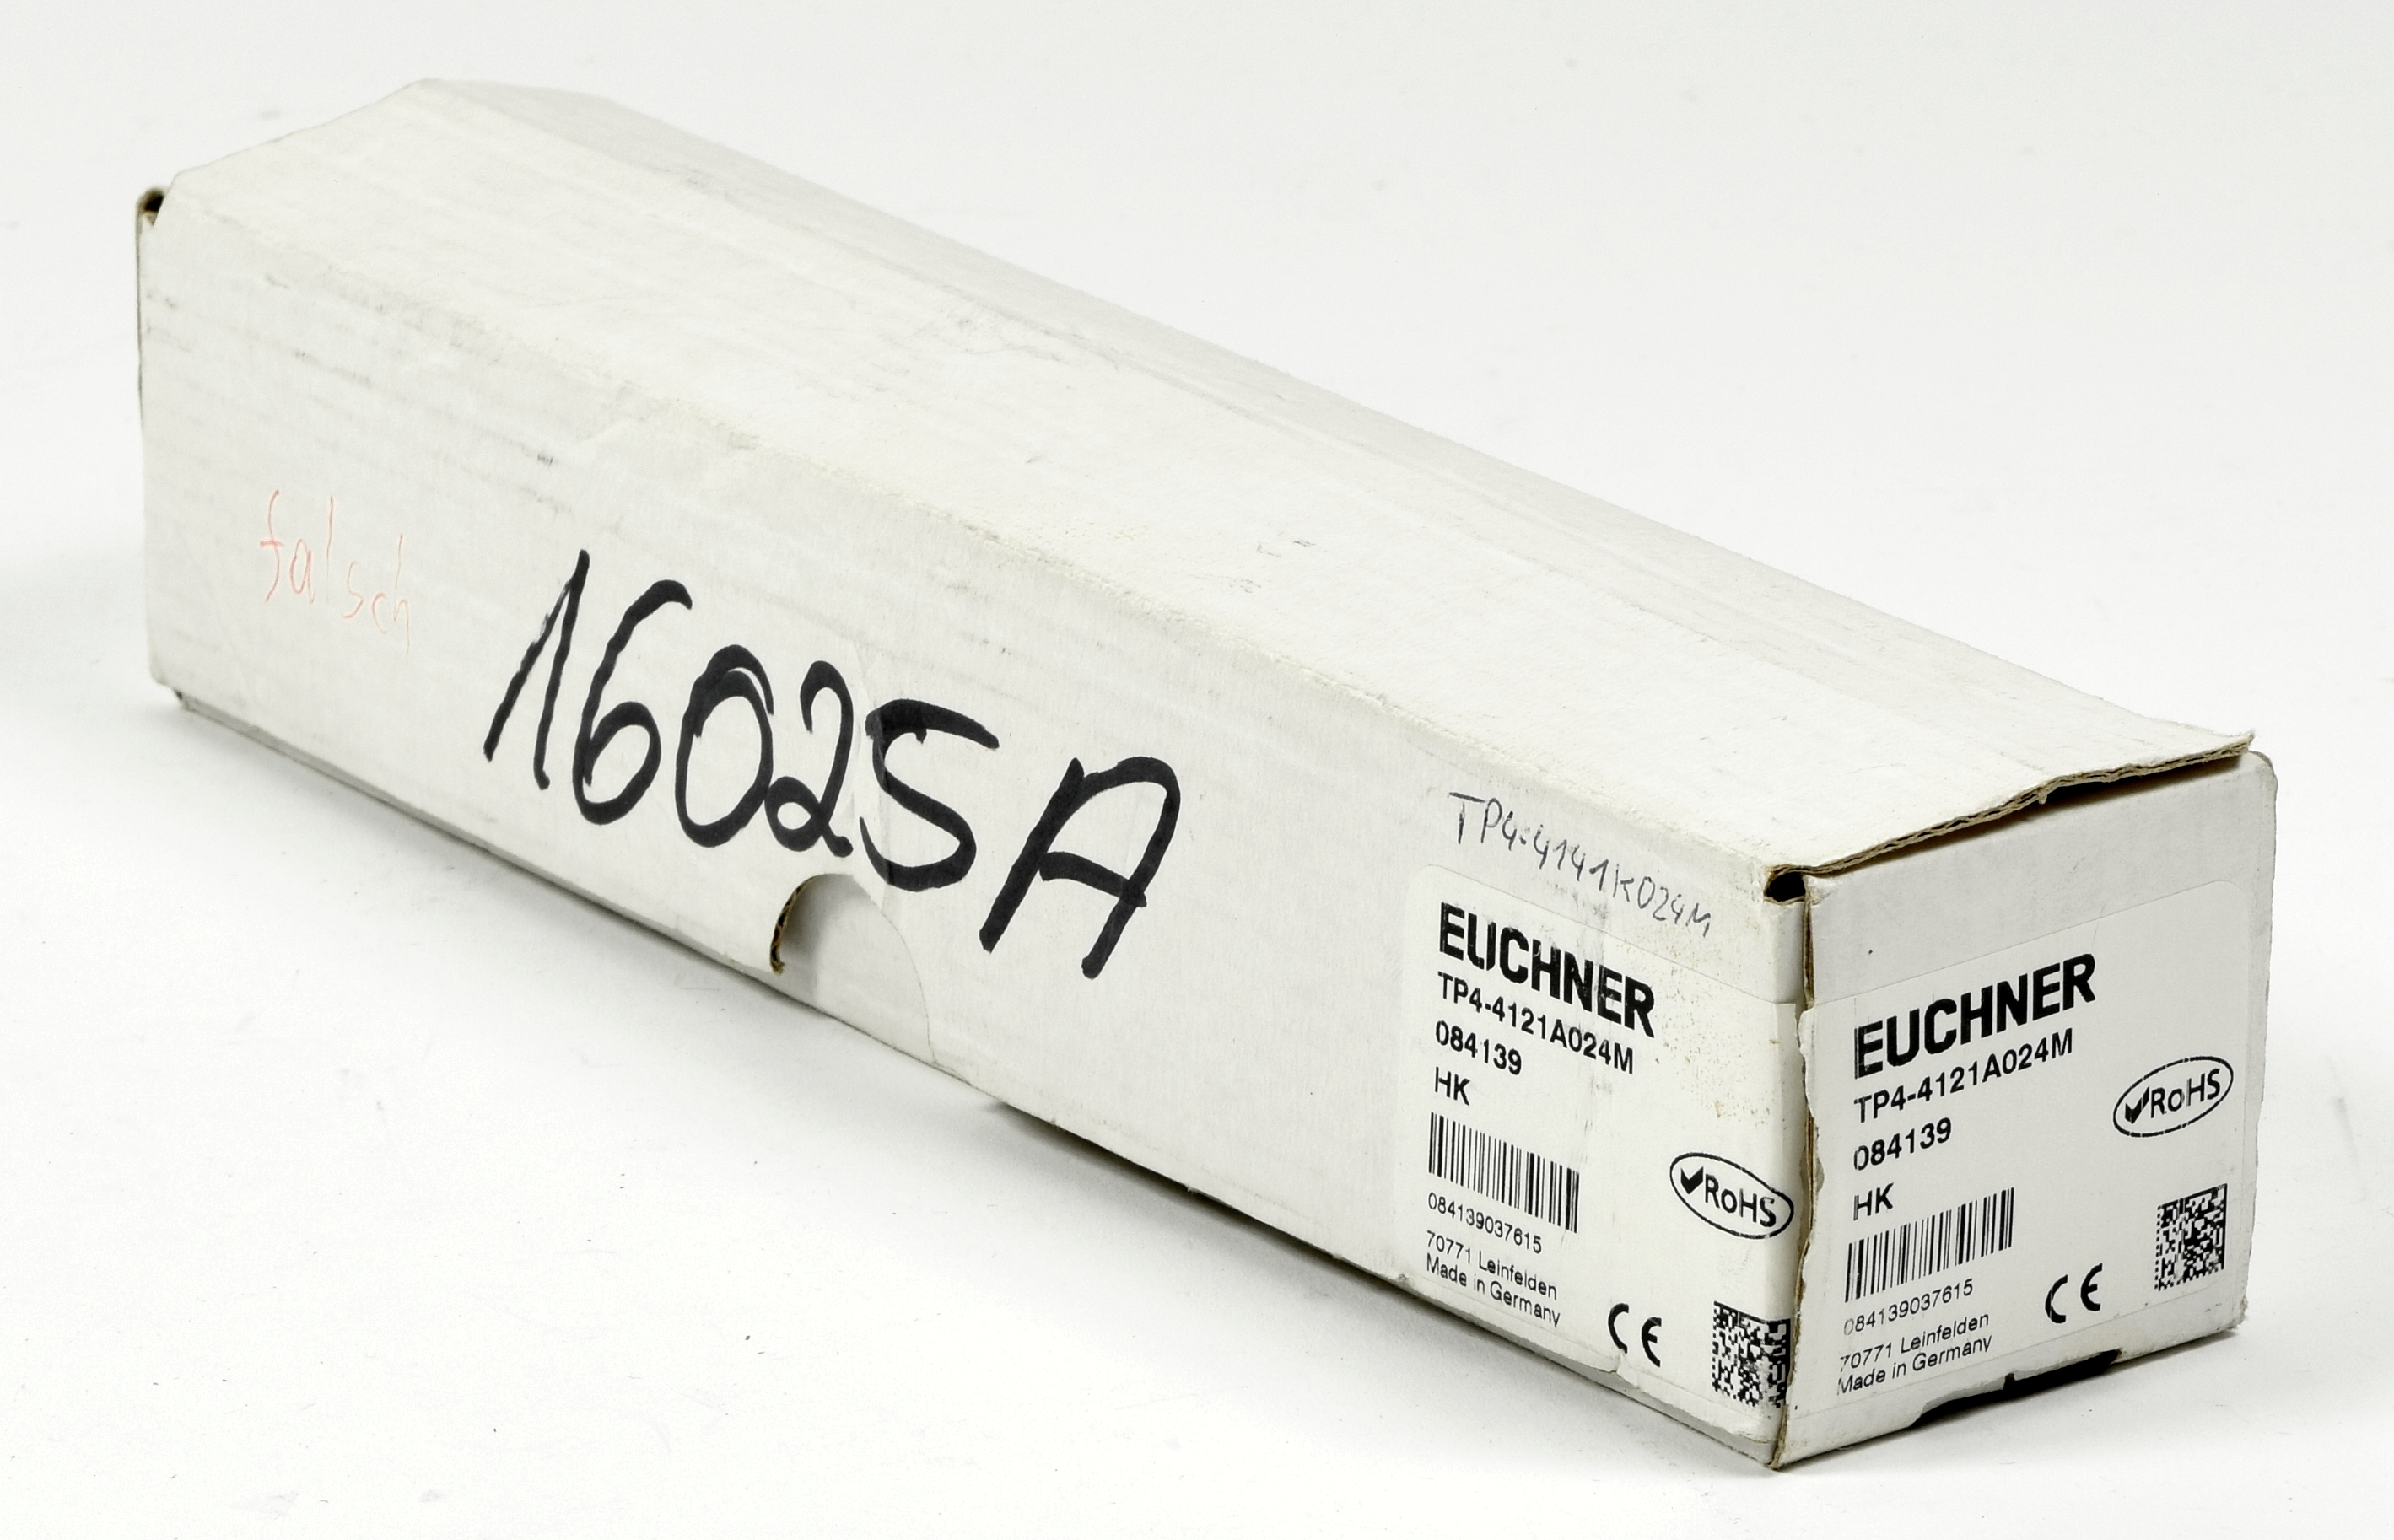 falsch
16025A
TP4-4141K024M
EUCHNER
TP4-4121A024M
084139
HK
RoHS
084139037615
70771 Leinfelden
Made in Germany
CE
EUCHNER
TP4-4121A024M
084139
HK
RoHS
084139037615
70771 Leinfelden
Made in Germany
CE